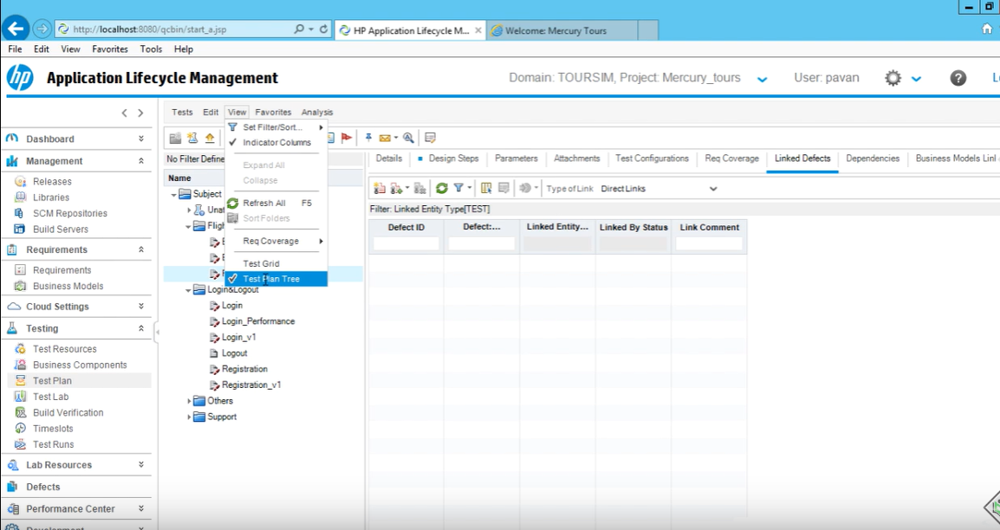 http://localhost:8080/qcbin/start_a.jsp
HP Application Lifecycle M...
Welcome: Mercury Tours
File Edit View Favorites Tools Help
hp
Application Lifecycle Management
Domain: TOURSIM, Project: Mercury_tours
User: pavan
Tests Edit View Favorites Analysis
Dashboard
Management
Releases
Libraries
SCM Repositories
Build Servers
Requirements
Requirements
Business Models
Cloud Settings
Testing
Test Resources
Business Components
Test Plan
Test Lab
Build Verification
Timeslots
Test Runs
Lab Resources
Defects
Performance Center
Development
No Filter Define
Name
Subject
Unat
Fligh
Login&Logout
Login
Login_Performance
Login_v1
Logout
Registration
Registration_v1
Others
Support
Set Filter/Sort...
Indicator Columns
Expand All
Collapse
Refresh All F5
Sort Folders
Req Coverage
Test Grid
Test Plan Tree
Details Design Steps Parameters Attachments Test Configurations Req Coverage Linked Defects Dependencies Business Models Linl
Type of Link Direct Links
Filter: Linked Entity Type[TEST]
Defect ID Defect:... Linked Entity... Linked By Status Link Comment